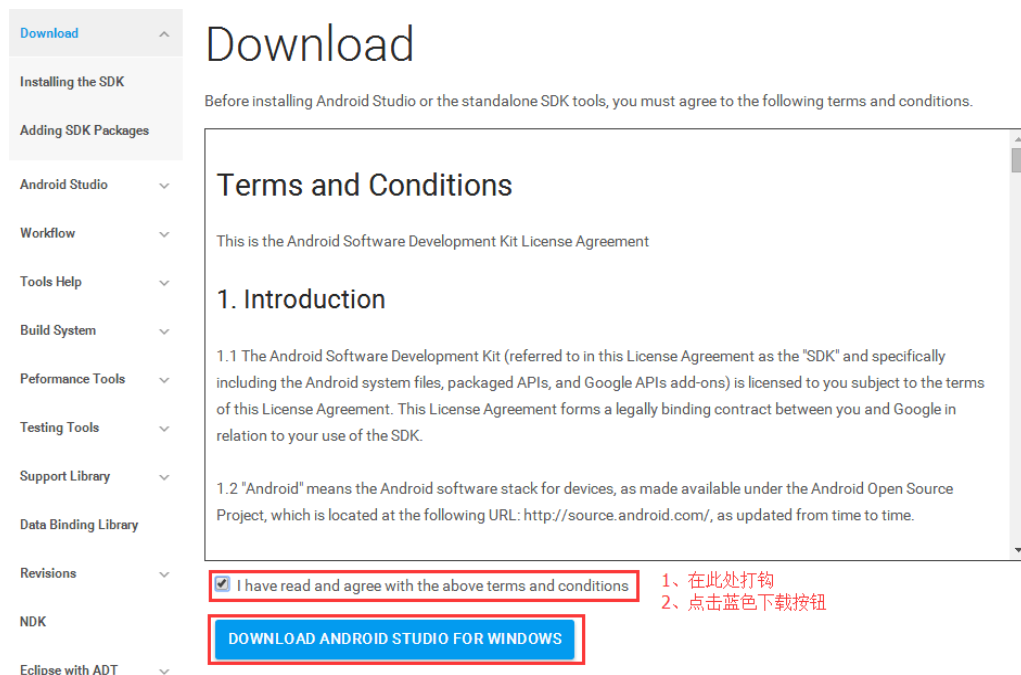 Download
Installing the SDK
Adding SDK Packages
Android Studio
Workflow
Tools Help
Build System
Peformance Tools
Testing Tools
Support Library
Data Binding Library
Revisions
NDK
Eclipse with ADT
Download
Before installing Android Studio or the standalone SDK tools, you must agree to the following terms and conditions.
Terms and Conditions
This is the Android Software Development Kit License Agreement
1. Introduction
1.1 The Android Software Development Kit (referred to in this License Agreement as the "SDK" and specifically
including the Android system files, packaged APIs, and Google APIs add-ons) is licensed to you subject to the terms
of this License Agreement. This License Agreement forms a legally binding contract between you and Google in
relation to your use of the SDK.
1.2 "Android" means the Android software stack for devices, as made available under the Android Open Source
Project, which is located at the following URL: http://source.android.com/, as updated from time to time.
I have read and agree with the above terms and conditions
1、在此处打钩
2、点击蓝色下载按钮
DOWNLOAD ANDROID STUDIO FOR WINDOWS